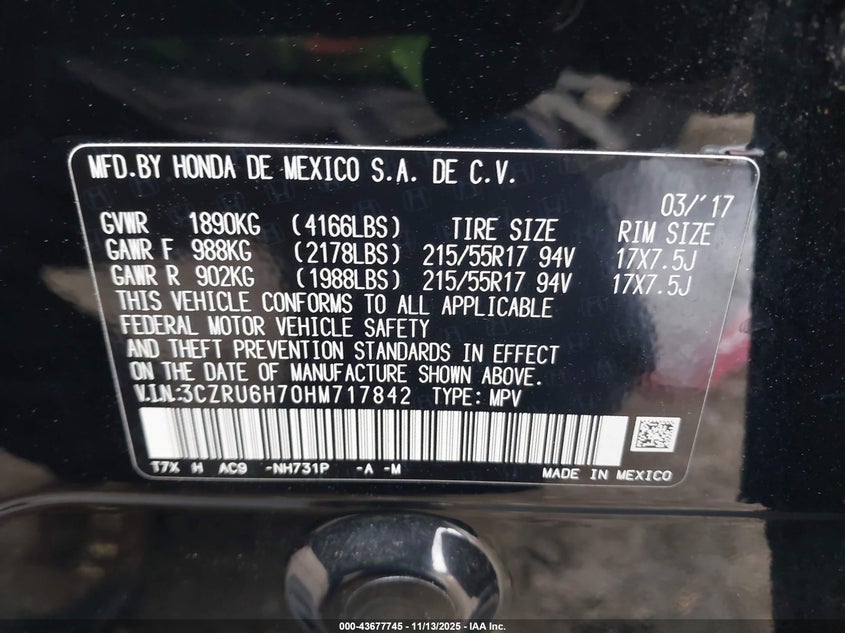 MFD.BY HONDA DE MEXICO S.A. DE C.V.
03/'17
GVWR 1890KG (4166LBS) TIRE SIZE RIM SIZE
GAWR F 988KG (2178LBS) 215/55R17 94V 17X7.5J
GAWR R 902KG (1988LBS) 215/55R17 94V 17X7.5J
THIS VEHICLE CONFORMS TO ALL APPLICABLE
FEDERAL MOTOR VEHICLE SAFETY
AND THEFT PREVENTION STANDARDS IN EFFECT
ON THE DATE OF MANUFACTURE SHOWN ABOVE.
V.I.N.:3CZRU6H70HM717842 TYPE: MPV
T7X H AC9 -NH731P -A -M MADE IN MEXICO
000-43677745 - 11/13/2025 - IAA Inc.